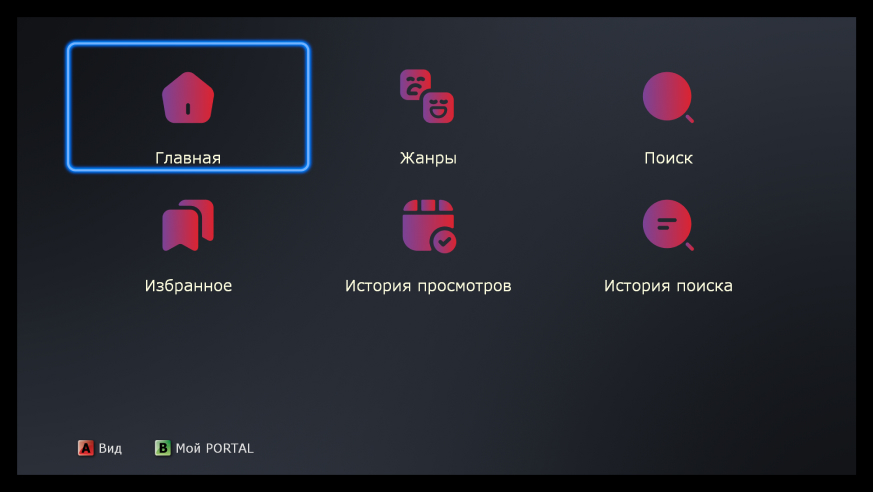 Главная
Жанры
Поиск
Избранное
История просмотров
История поиска
A Вид
B Мой PORTAL